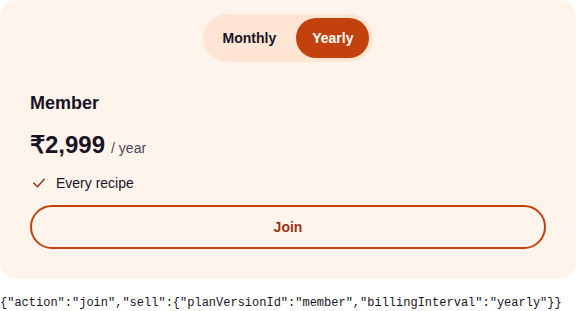 Monthly Yearly
Member
₹2,999 / year
Every recipe
Join
{"action":"join","sell":{"planVersionId":"member","billingInterval":"yearly"}}